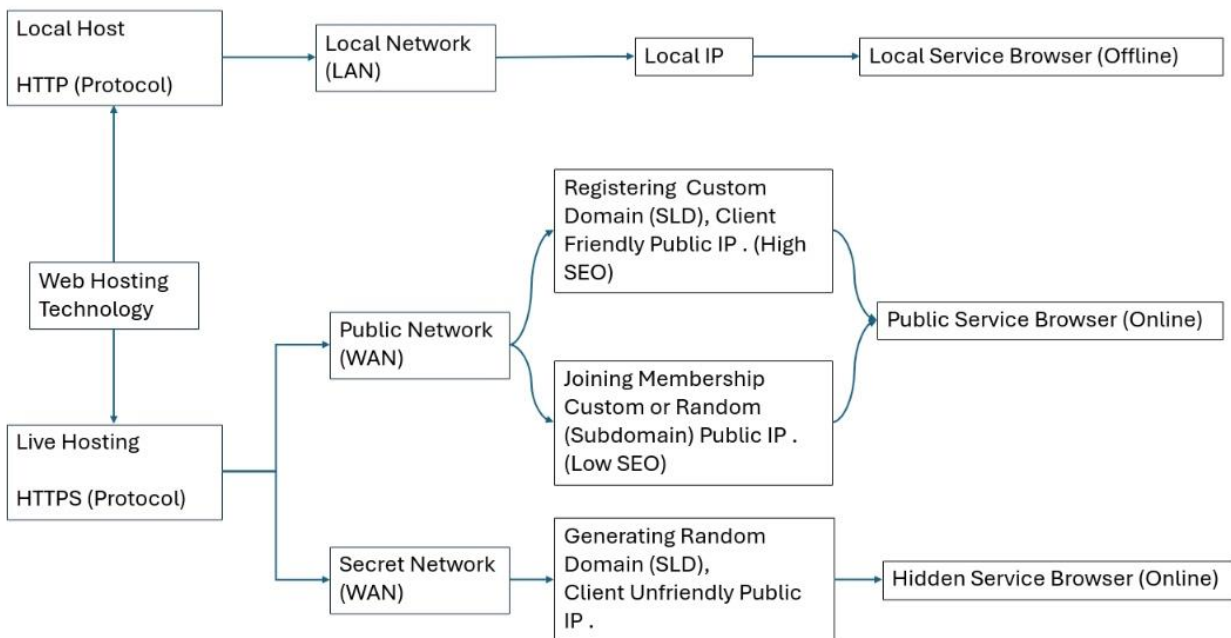 Local Host
HTTP (Protocol)
Local Network
(LAN)
Local IP
Local Service Browser (Offline)
Web Hosting
Technology
Live Hosting
HTTPS (Protocol)
Public Network
(WAN)
Registering Custom
Domain (SLD), Client
Friendly Public IP . (High
SEO)
Joining Membership
Custom or Random
(Subdomain) Public IP .
(Low SEO)
Public Service Browser (Online)
Secret Network
(WAN)
Generating Random
Domain (SLD),
Client Unfriendly Public
IP .
Hidden Service Browser (Online)